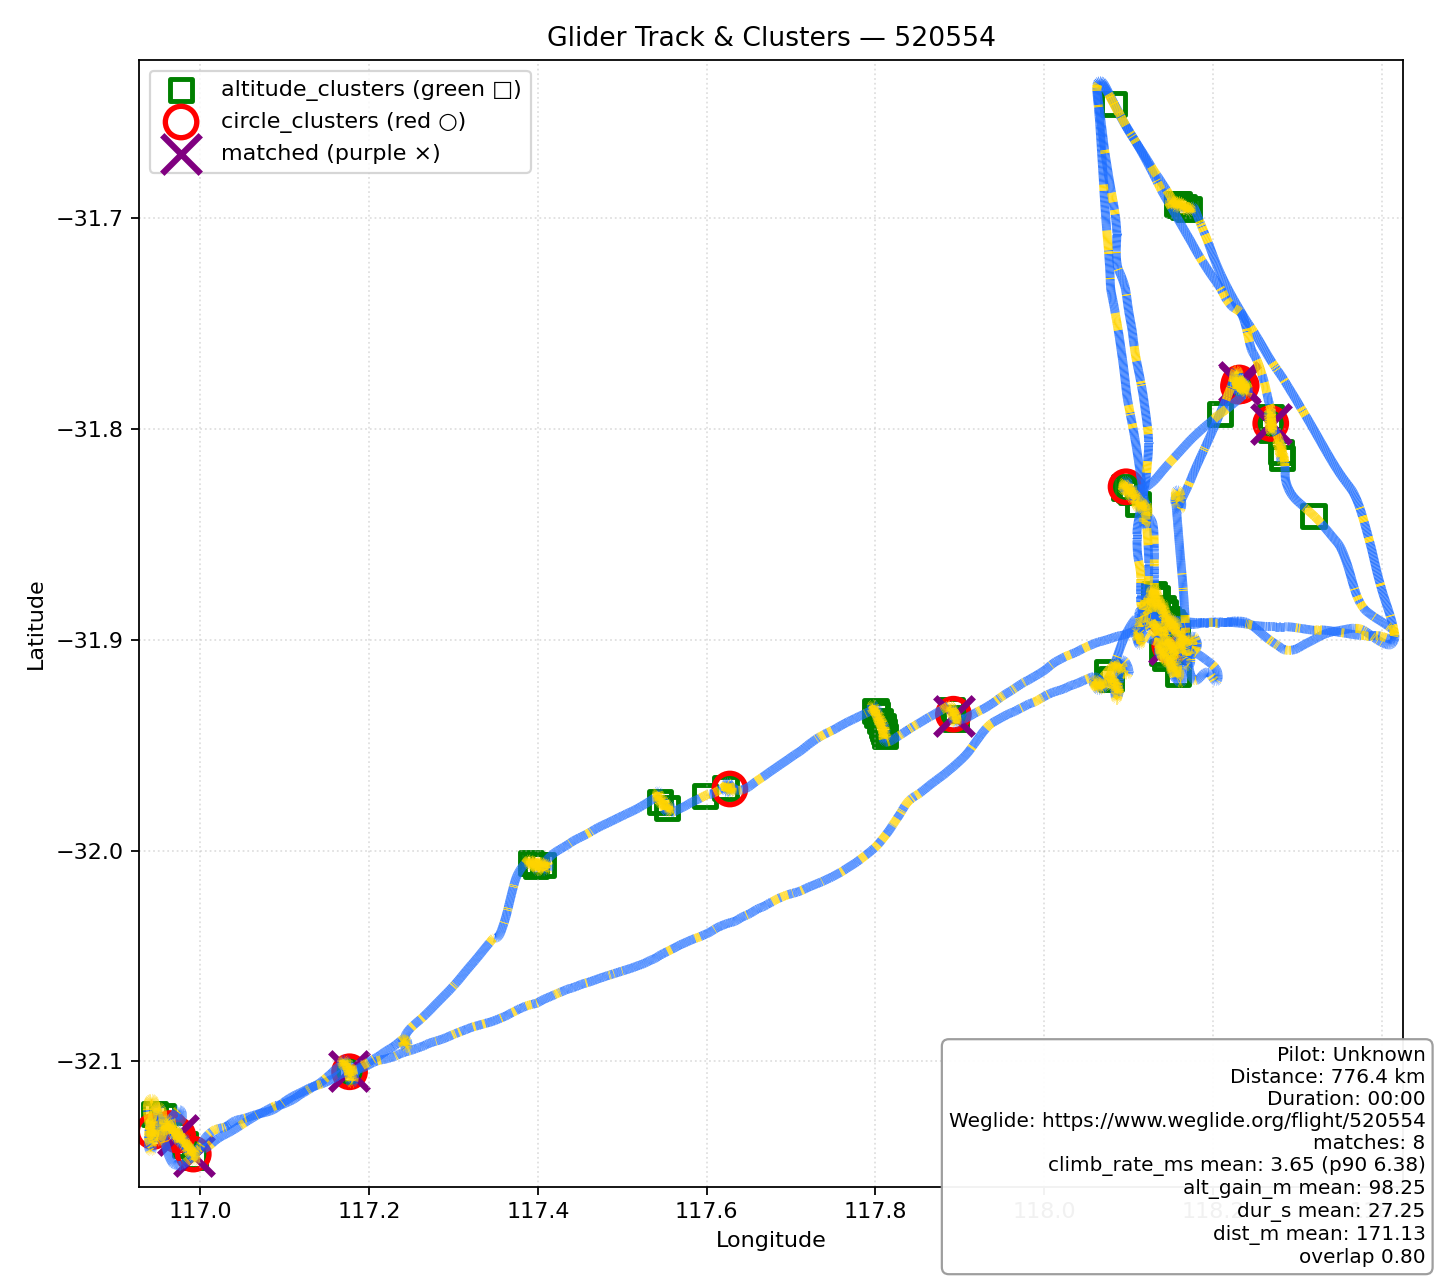 Glider Track & Clusters — 520554
altitude_clusters (green □)
circle_clusters (red ○)
matched (purple ×)
Latitude
−31.7
−31.8
−31.9
−32.0
−32.1
117.0
117.2
117.4
117.6
117.8
118.0
118.2
Longitude
Pilot: Unknown
Distance: 776.4 km
Duration: 00:00
Weglide: https://www.weglide.org/flight/520554
matches: 8
climb_rate_ms mean: 3.65 (p90 6.38)
alt_gain_m mean: 98.25
dur_s mean: 27.25
dist_m mean: 171.13
overlap 0.80